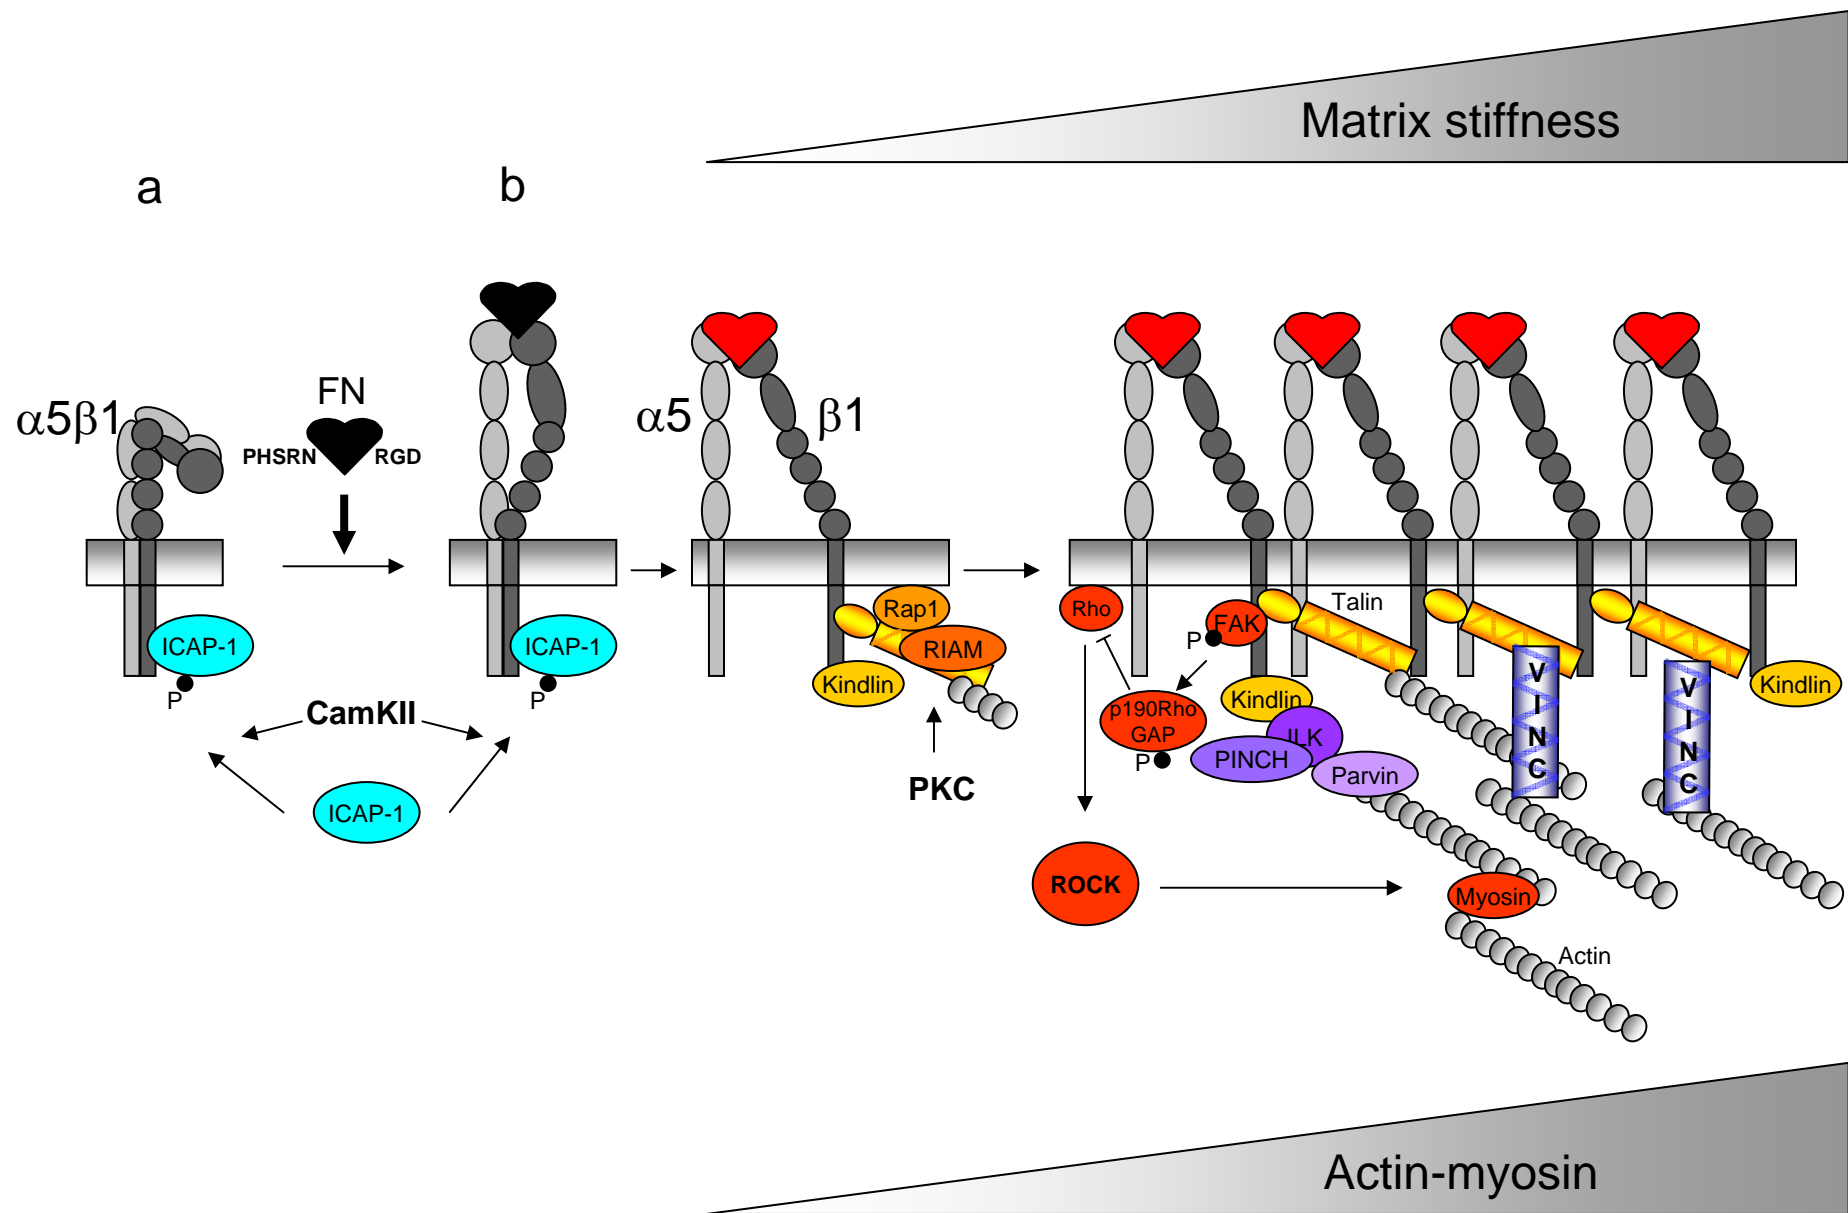 Matrix stiffness
a
b
FN
α5β1
PHSRN
RGD
α5
β1
ICAP-1
P
ICAP-1
P
CamKII
ICAP-1
Rap1
RIAM
Kindlin
PKC
Rho
FAK
P
Talin
p190Rho
GAP
P
Kindlin
ILK
PINCH
Parvin
VINC
VINC
Kindlin
ROCK
Myosin
Actin
Actin-myosin